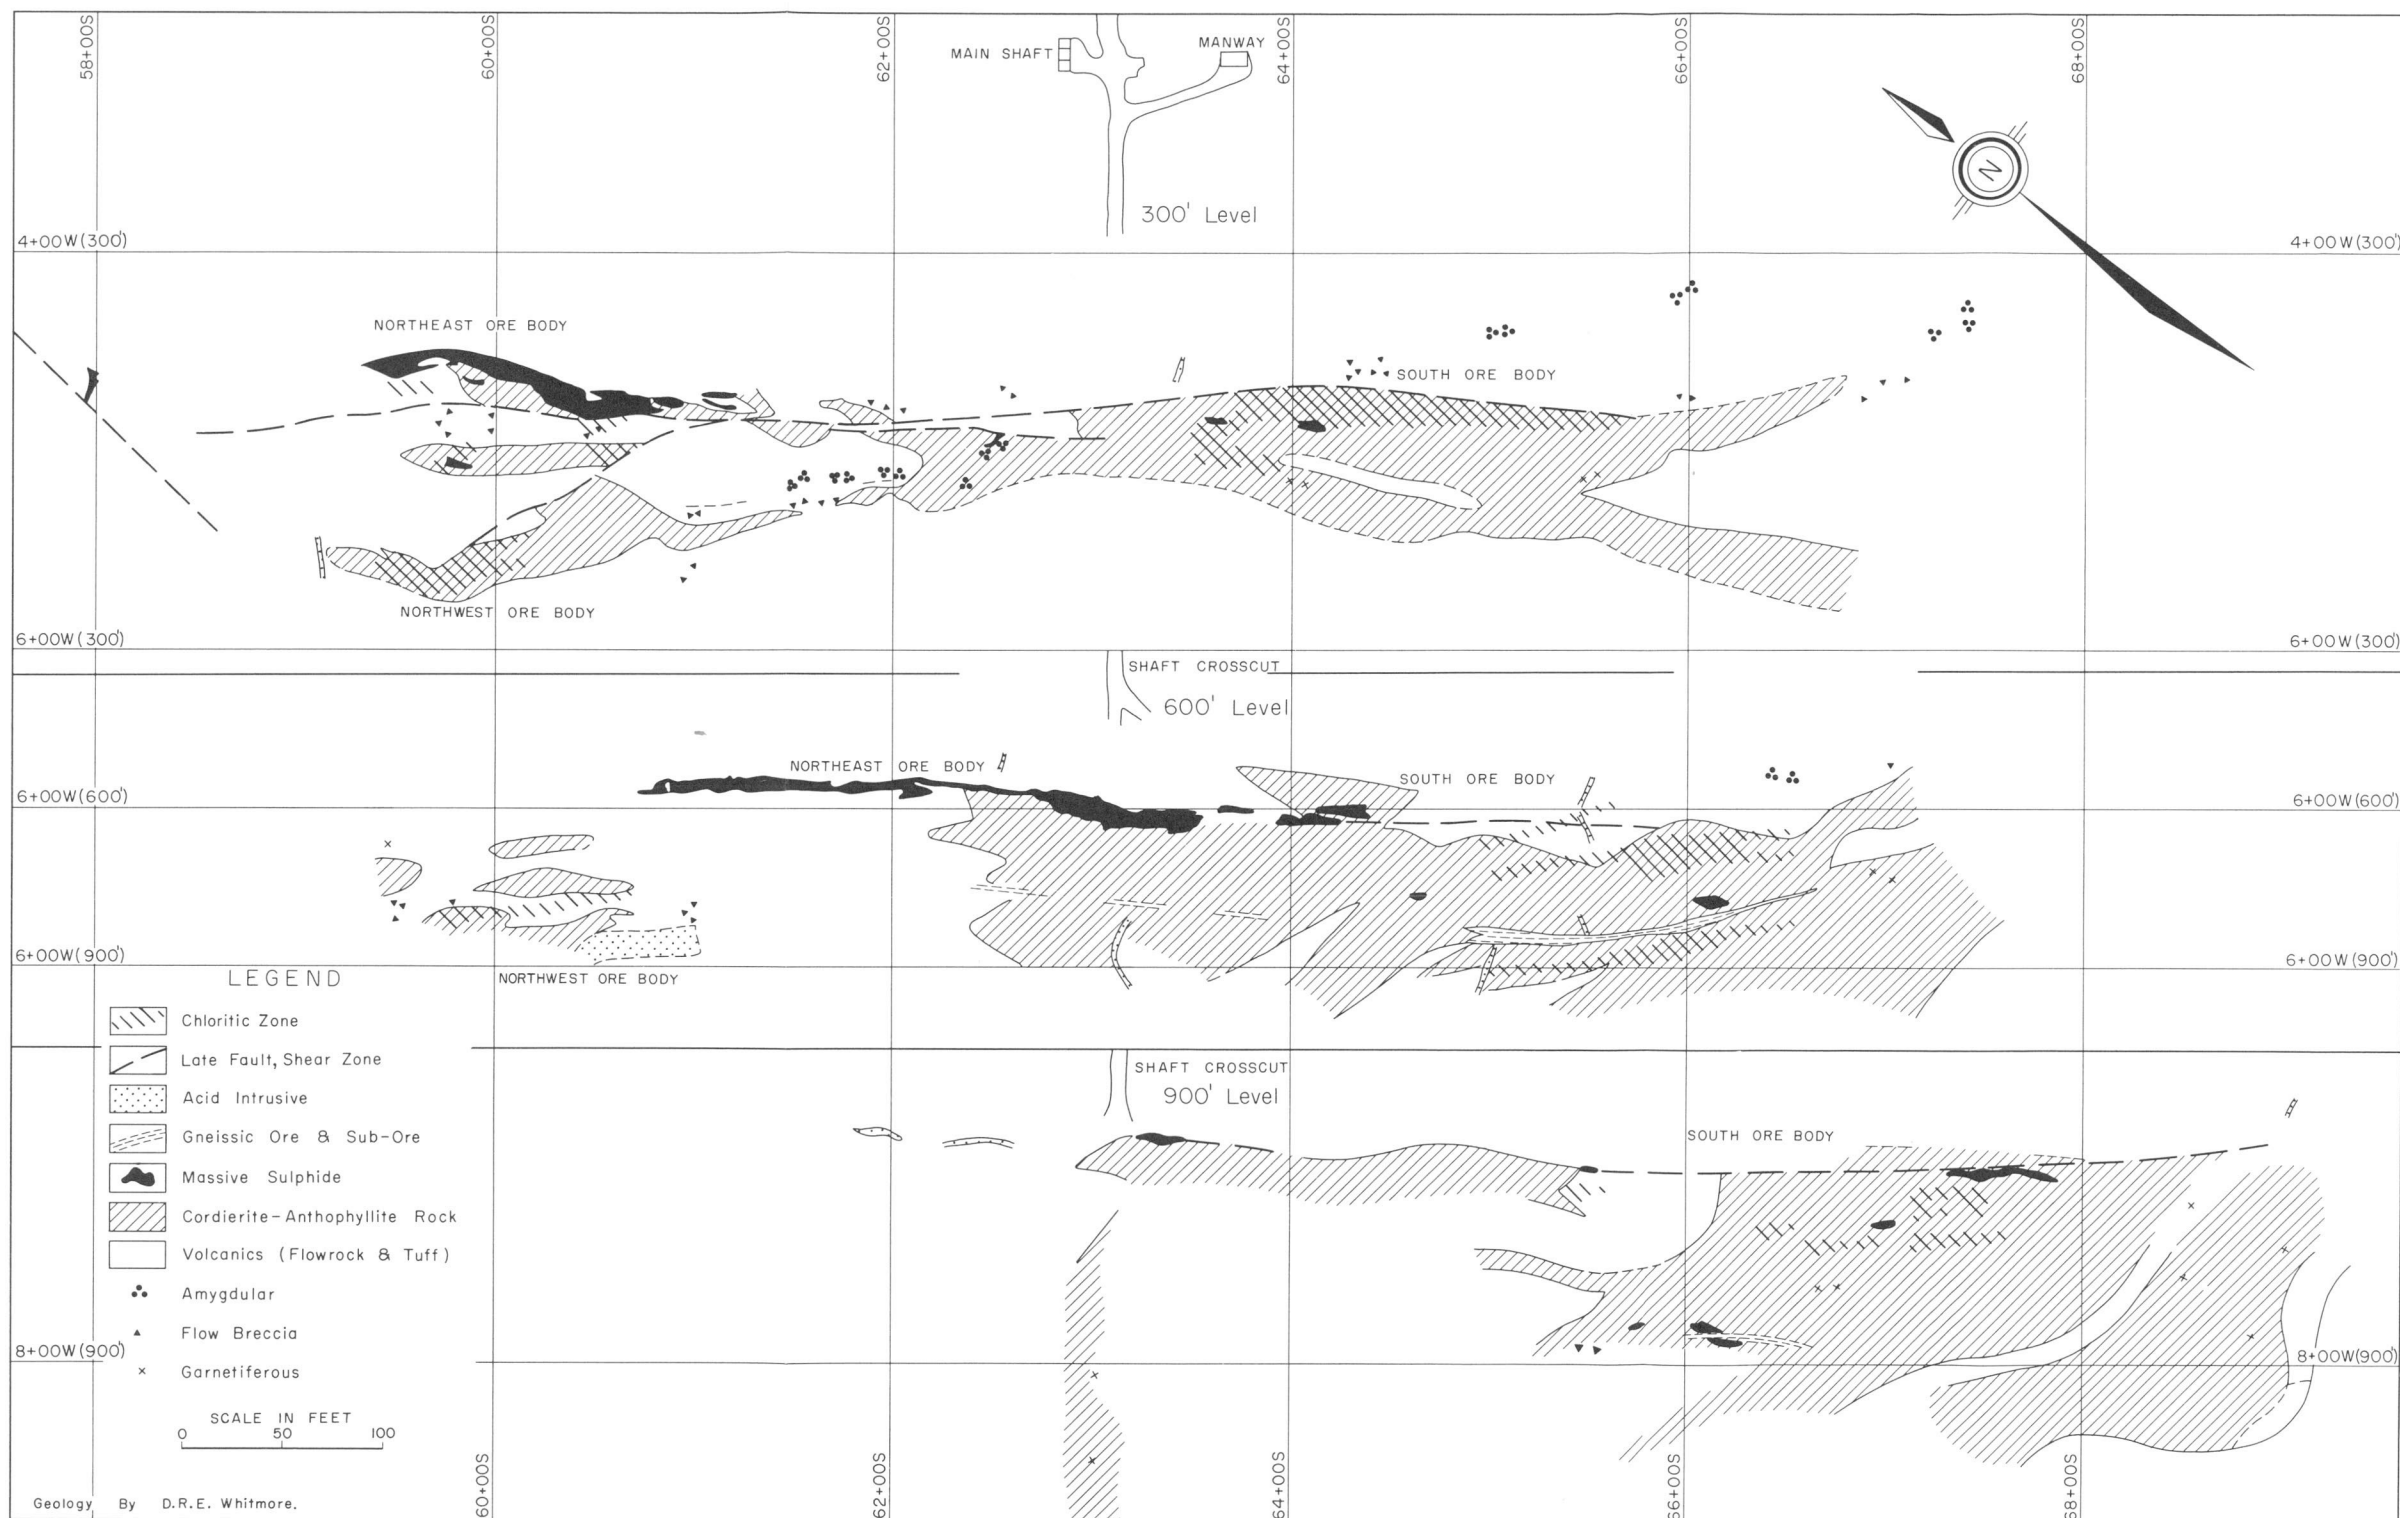 58+00S
60+00S
62+00S
64+00S
66+00S
68+00S
MAIN SHAFT
MANWAY
N
300' Level
4+00W(300')
4+00W(300')
NORTHEAST ORE BODY
SOUTH ORE BODY
NORTHWEST ORE BODY
6+00W(300')
6+00W(300')
SHAFT CROSSCUT
600' Level
NORTHEAST ORE BODY
SOUTH ORE BODY
6+00W(600')
6+00W(600')
6+00W(900')
6+00W(900')
NORTHWEST ORE BODY
SHAFT CROSSCUT
900' Level
SOUTH ORE BODY
LEGEND
Chloritic Zone
Late Fault, Shear Zone
Acid Intrusive
Gneissic Ore & Sub-Ore
Massive Sulphide
Cordierite-Anthophyllite Rock
Volcanics (Flowrock & Tuff)
Amygdular
Flow Breccia
Garnetiferous
8+00W(900')
8+00W(900')
SCALE IN FEET
0 50 100
60+00S
62+00S
64+00S
66+00S
68+00S
Geology By D.R.E. Whitmore.